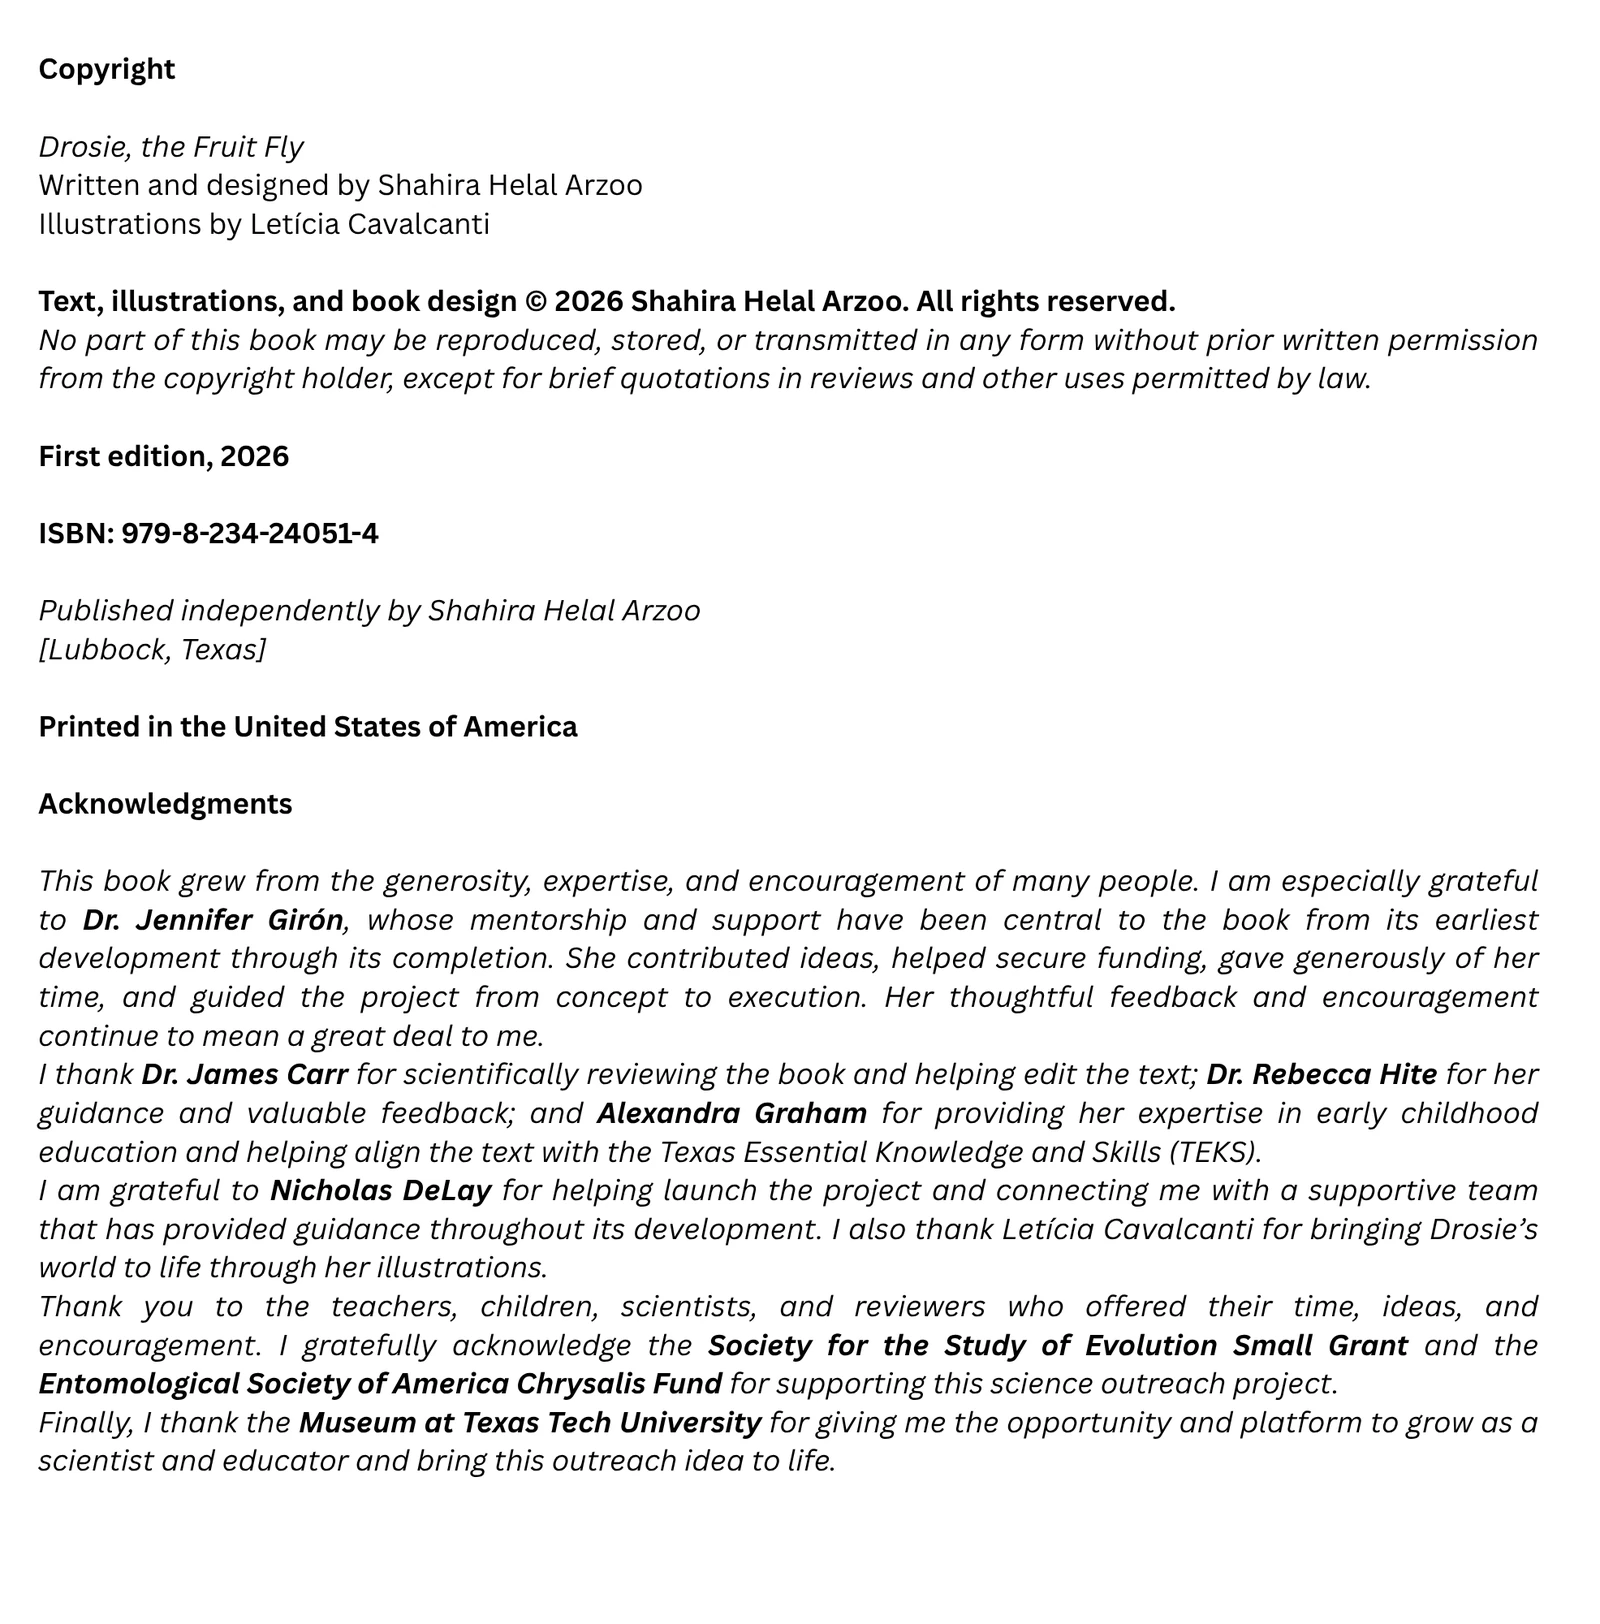 Copyright
Drosie, the Fruit Fly
Written and designed by Shahira Helal Arzoo
Illustrations by Letícia Cavalcanti
Text, illustrations, and book design © 2026 Shahira Helal Arzoo. All rights reserved.
No part of this book may be reproduced, stored, or transmitted in any form without prior written permission
from the copyright holder, except for brief quotations in reviews and other uses permitted by law.
First edition, 2026
ISBN: 979-8-234-24051-4
Published independently by Shahira Helal Arzoo
[Lubbock, Texas]
Printed in the United States of America
Acknowledgments
This book grew from the generosity, expertise, and encouragement of many people. I am especially grateful
to Dr. Jennifer Girón, whose mentorship and support have been central to the book from its earliest
development through its completion. She contributed ideas, helped secure funding, gave generously of her
time, and guided the project from concept to execution. Her thoughtful feedback and encouragement
continue to mean a great deal to me.
I thank Dr. James Carr for scientifically reviewing the book and helping edit the text; Dr. Rebecca Hite for her
guidance and valuable feedback; and Alexandra Graham for providing her expertise in early childhood
education and helping align the text with the Texas Essential Knowledge and Skills (TEKS).
I am grateful to Nicholas DeLay for helping launch the project and connecting me with a supportive team
that has provided guidance throughout its development. I also thank Letícia Cavalcanti for bringing Drosie’s
world to life through her illustrations.
Thank you to the teachers, children, scientists, and reviewers who offered their time, ideas, and
encouragement. I gratefully acknowledge the Society for the Study of Evolution Small Grant and the
Entomological Society of America Chrysalis Fund for supporting this science outreach project.
Finally, I thank the Museum at Texas Tech University for giving me the opportunity and platform to grow as a
scientist and educator and bring this outreach idea to life.